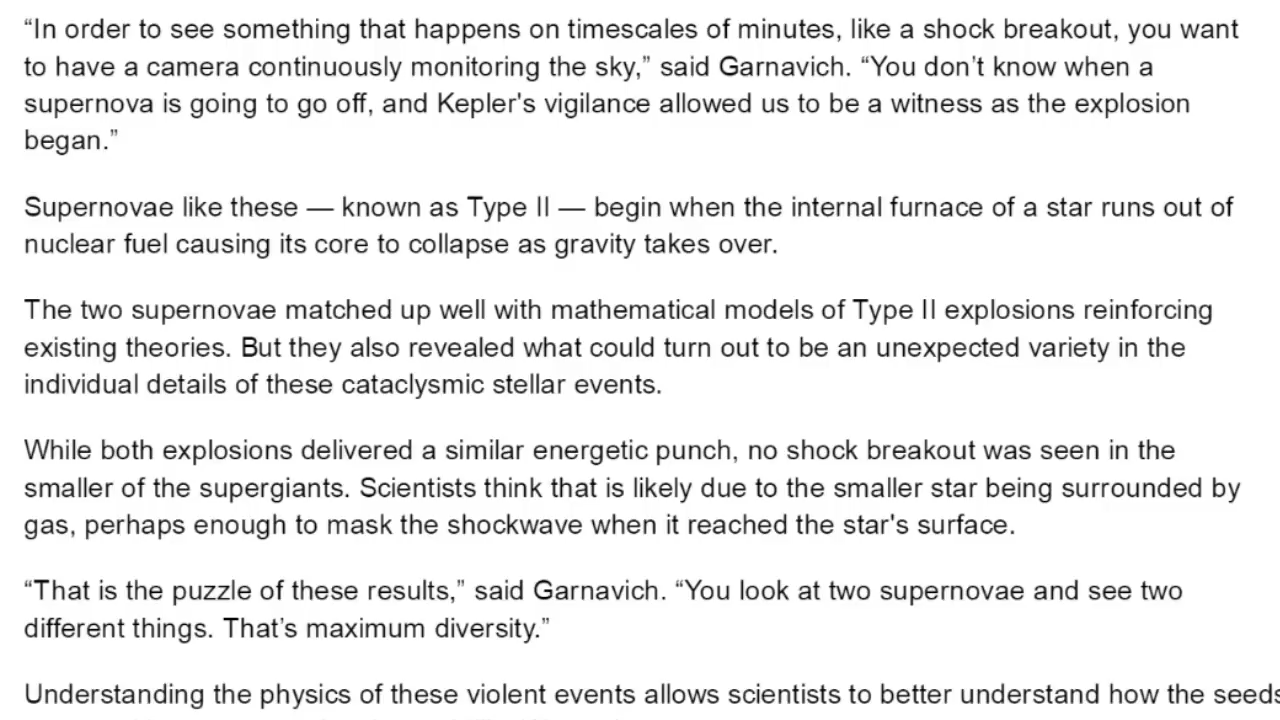 “In order to see something that happens on timescales of minutes, like a shock breakout, you want
to have a camera continuously monitoring the sky,” said Garnavich. “You don’t know when a
supernova is going to go off, and Kepler's vigilance allowed us to be a witness as the explosion
began.”
Supernovae like these — known as Type II — begin when the internal furnace of a star runs out of
nuclear fuel causing its core to collapse as gravity takes over.
The two supernovae matched up well with mathematical models of Type II explosions reinforcing
existing theories. But they also revealed what could turn out to be an unexpected variety in the
individual details of these cataclysmic stellar events.
While both explosions delivered a similar energetic punch, no shock breakout was seen in the
smaller of the supergiants. Scientists think that is likely due to the smaller star being surrounded by
gas, perhaps enough to mask the shockwave when it reached the star's surface.
“That is the puzzle of these results,” said Garnavich. “You look at two supernovae and see two
different things. That’s maximum diversity.”
Understanding the physics of these violent events allows scientists to better understand how the seeds